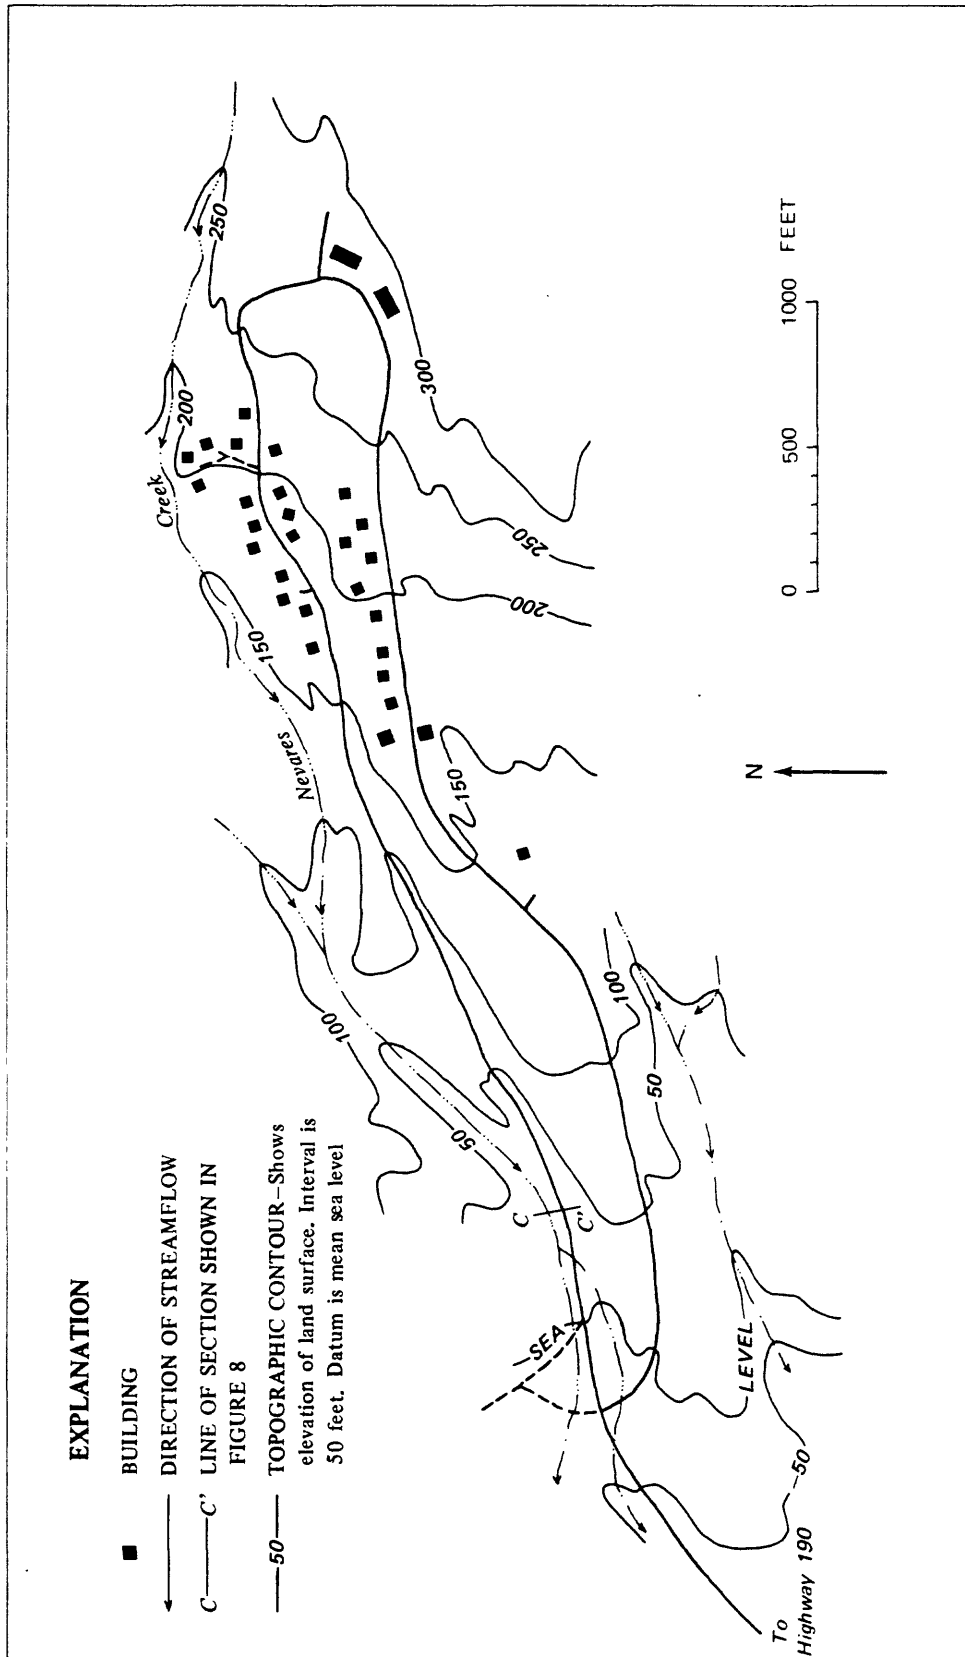 EXPLANATION
BUILDING
DIRECTION OF STREAMFLOW
C C' LINE OF SECTION SHOWN IN
FIGURE 8
50 TOPOGRAPHIC CONTOUR—Shows
elevation of land surface. Interval is
50 feet. Datum is mean sea level
Nevares
Creek
250
200
150
100
50
C
C'
SEA
LEVEL
-50
50
100
150
200
250
300
To
Highway 190
N
0
500
1000 FEET